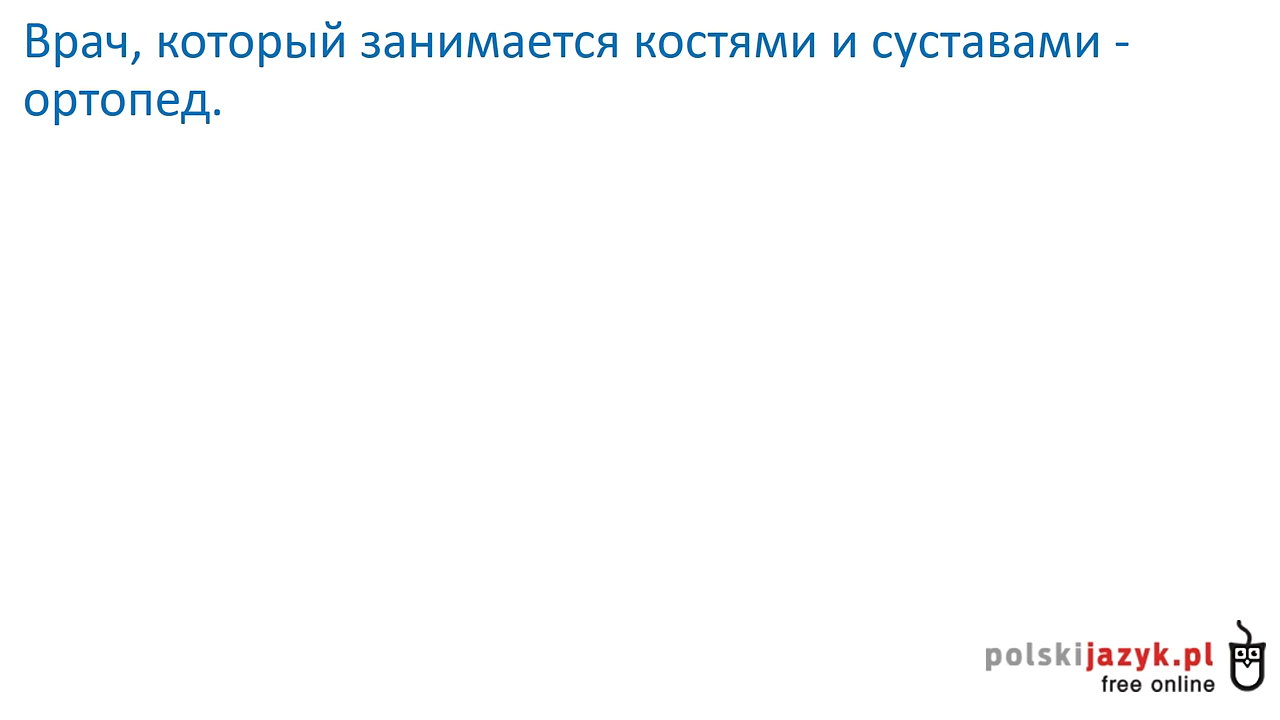 Врач, который занимается костями и суставами -
ортопед.
polskijazyk.pl
free online